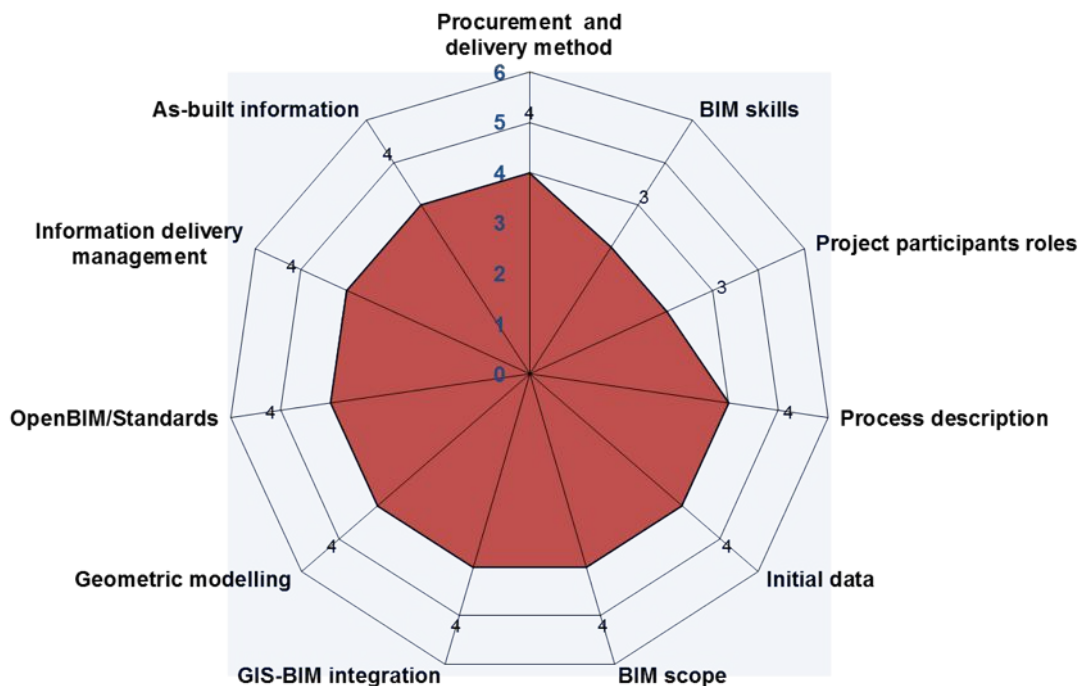 Procurement and
delivery method
6
As-built information
BIM skills
4
5
4
4
3
Information delivery
management
3
Project participants roles
4
3
2
1
0
OpenBIM/Standards
4
4
Process description
4
4
Geometric modelling
Initial data
4
4
GIS-BIM integration
BIM scope